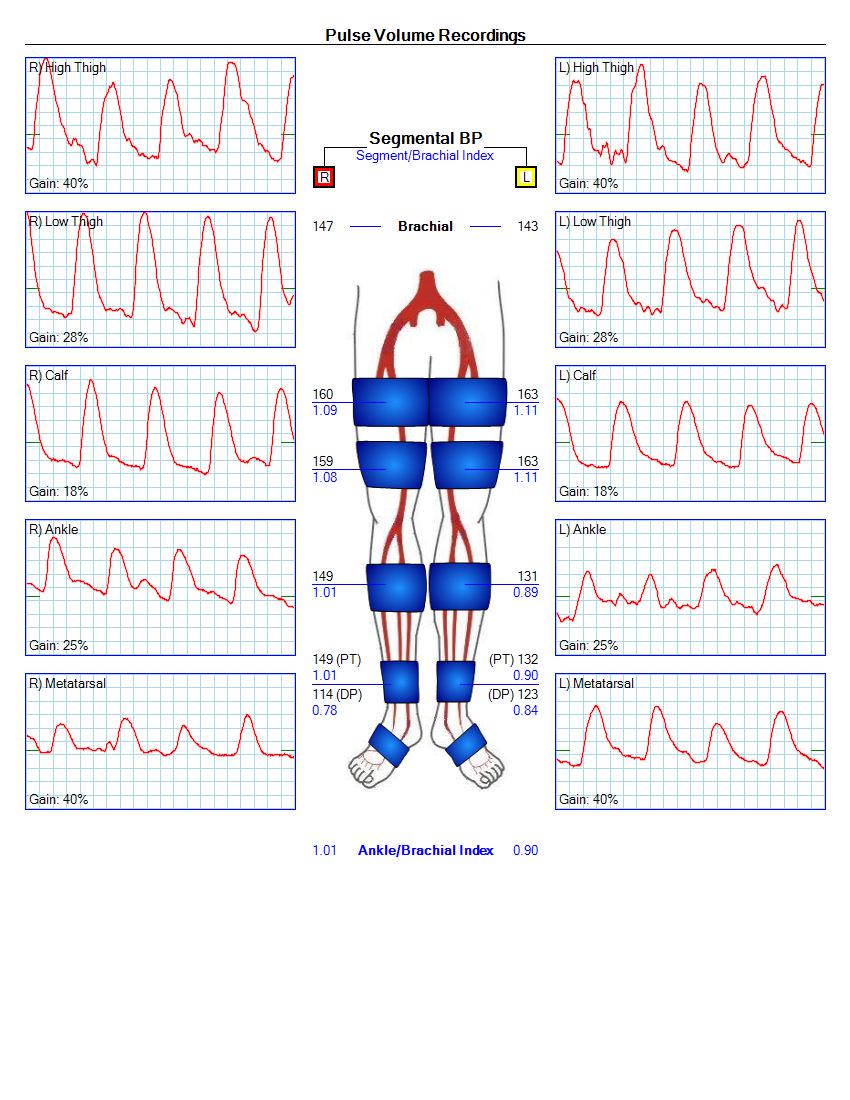 Pulse Volume Recordings
R) High Thigh
Gain: 40%
L) High Thigh
Gain: 40%
Segmental BP
Segment/Brachial Index
R
L
147 Brachial 143
R) Low Thigh
Gain: 28%
L) Low Thigh
Gain: 28%
R) Calf
Gain: 18%
L) Calf
Gain: 18%
160 163
1.09 1.11
159 163
1.08 1.11
R) Ankle
Gain: 25%
L) Ankle
Gain: 25%
149 131
1.01 0.89
149 (PT) (PT) 132
1.01 0.90
114 (DP) (DP) 123
0.78 0.84
R) Metatarsal
Gain: 40%
L) Metatarsal
Gain: 40%
1.01 Ankle/Brachial Index 0.90